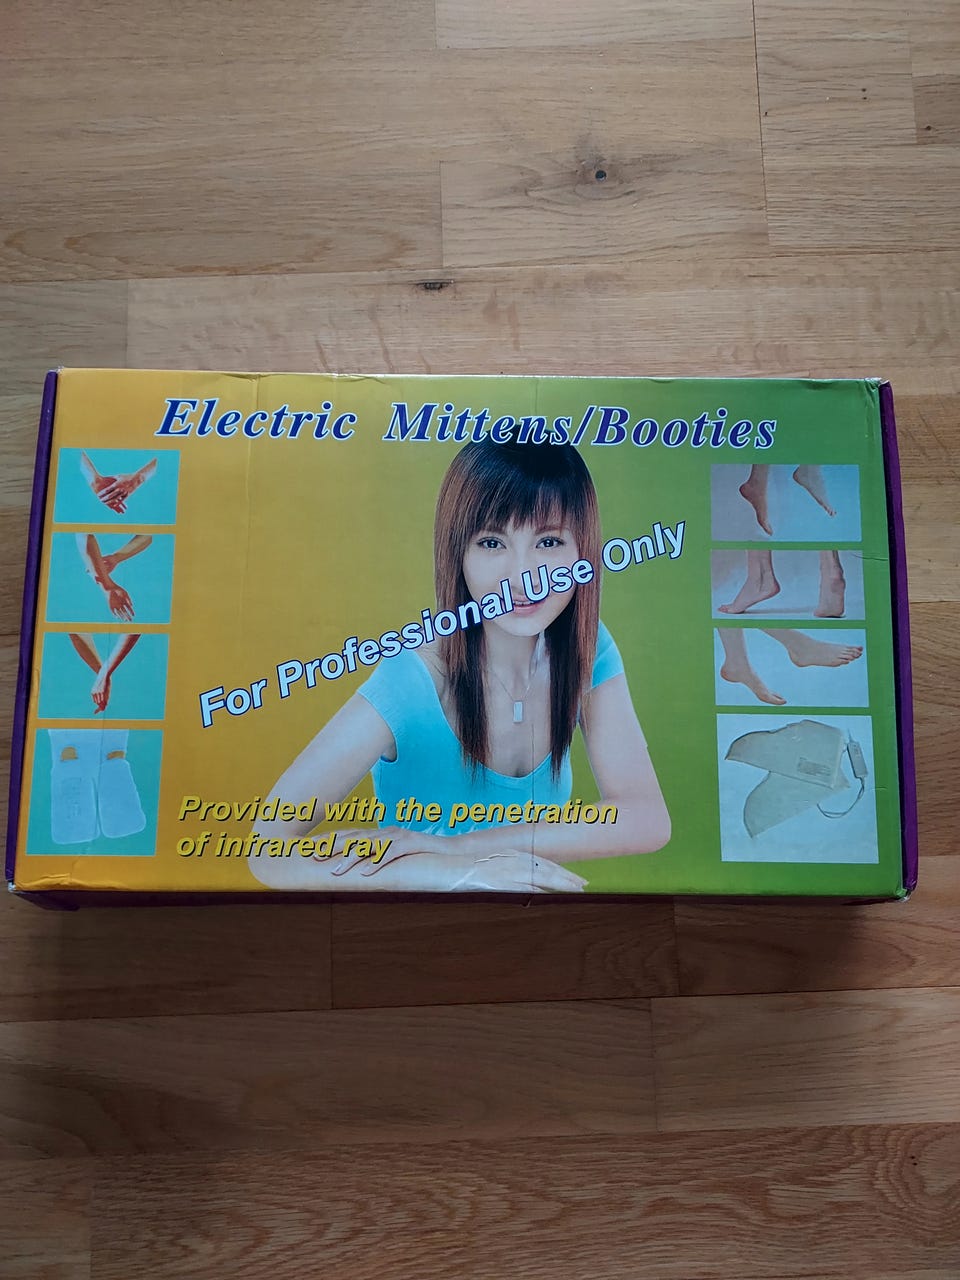 Electric Mittens/Booties
For Professional Use Only
Provided with the penetration
of infrared ray